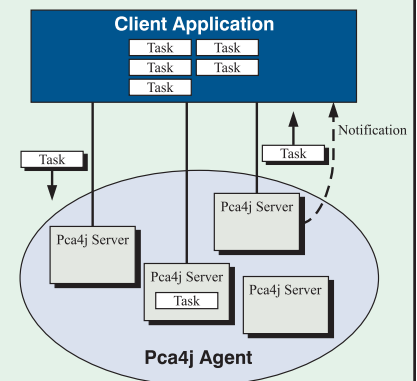 Client Application
Task Task
Task Task
Task
Notification
Task
Task
Pca4j Server
Pca4j Server
Pca4j Server
Task
Pca4j Server
Pca4j Agent